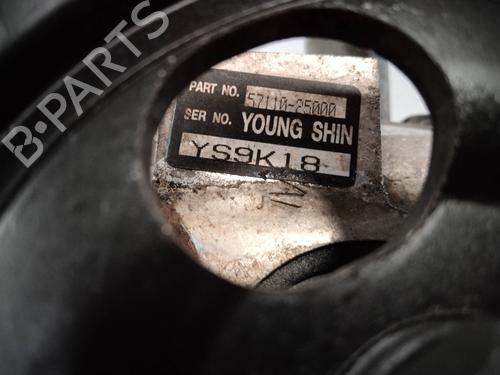 B-PARTS
PART NO. 57110-25000
SER NO. YOUNG SHIN
YS9K18